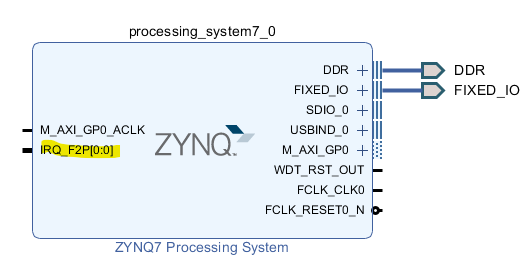 processing_system7_0
DDR
DDR
FIXED_IO
FIXED_IO
SDIO_0
USBIND_0
M_AXI_GP0_ACLK
M_AXI_GP0
IRQ_F2P[0:0]
ZYNQ
WDT_RST_OUT
FCLK_CLK0
FCLK_RESET0_N
ZYNQ7 Processing System